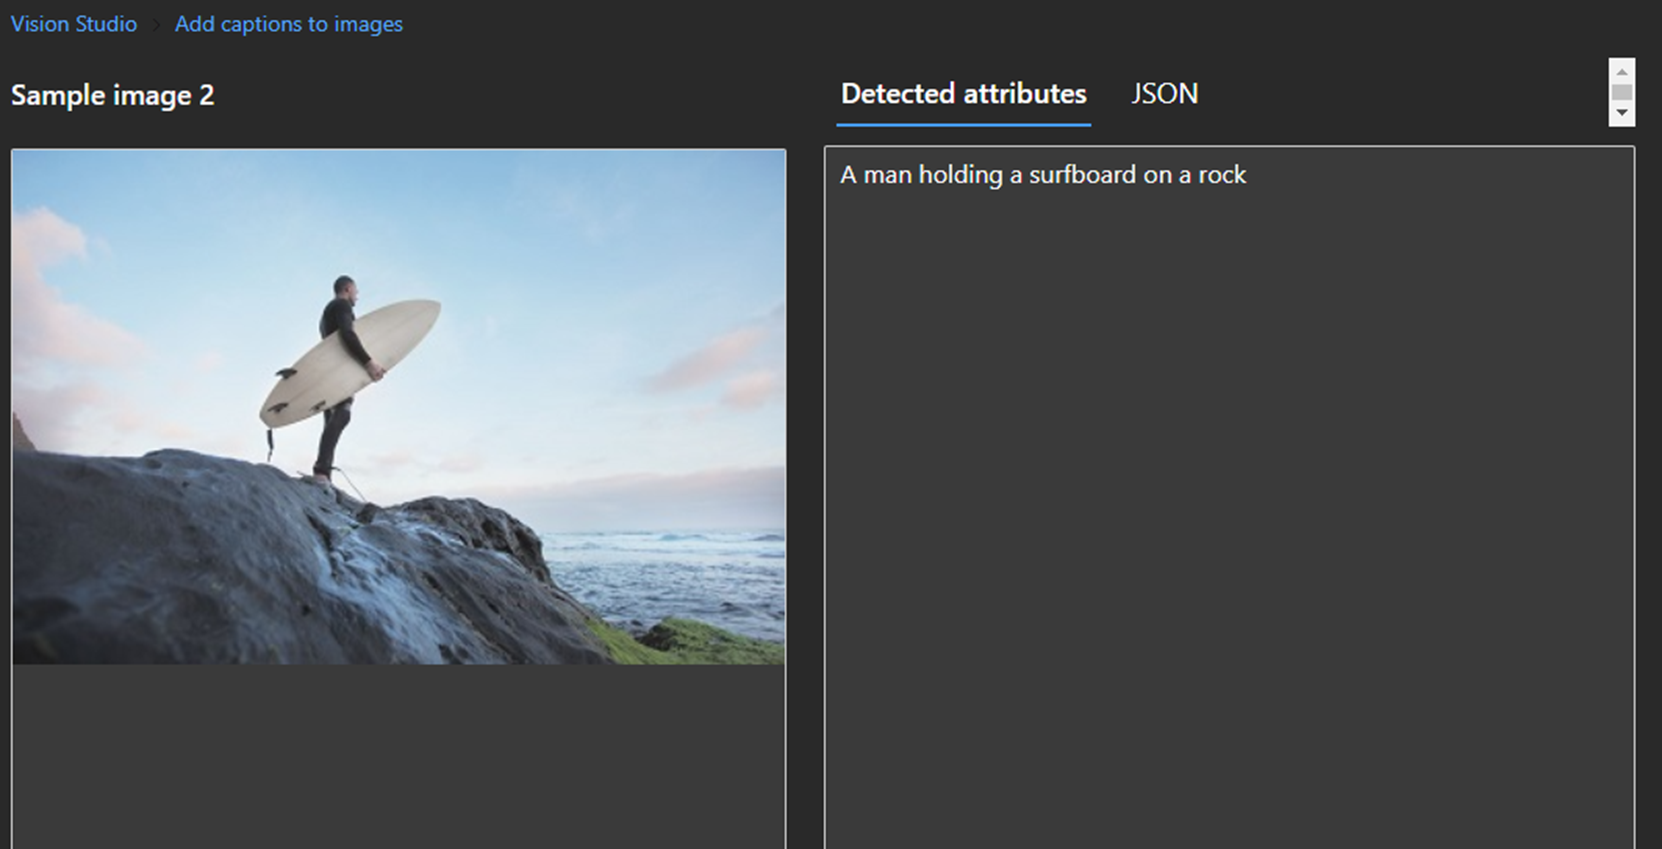 Vision Studio > Add captions to images
Sample image 2
Detected attributes JSON
A man holding a surfboard on a rock